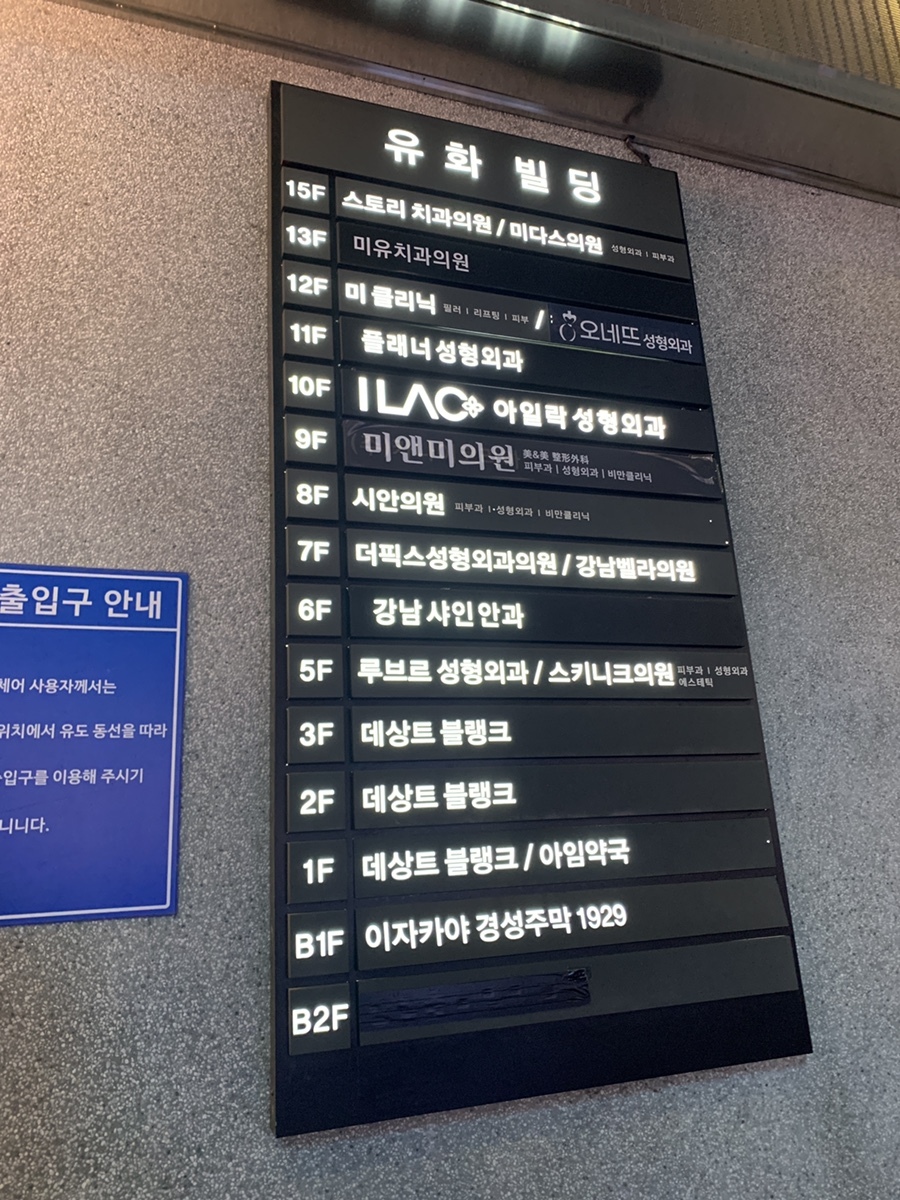 유화 빌딩
15F 스토리 치과의원 / 미다스의원 성형외과 | 피부과
13F 미유치과의원
12F 미 클리닉 필러 | 리프팅 | 피부 / 오네뜨 성형외과
11F 플래너 성형외과
10F ILAC 아일락 성형외과
9F 미앤미의원 美&美 整形外科
피부과 | 성형외과 | 비만클리닉
8F 시안의원 피부과 | 성형외과 | 비만클리닉
7F 더픽스성형외과의원 / 강남벨라의원
6F 강남 샤인 안과
5F 루브르 성형외과 / 스키니크의원 피부과 | 성형외과
에스테틱
3F 데상트 블랭크
2F 데상트 블랭크
1F 데상트 블랭크 / 아임약국
B1F 이자카야 경성주막 1929
B2F
출입구 안내
체어 사용자께서는
위치에서 유도 동선을 따라
입구를 이용해 주시기
니다.